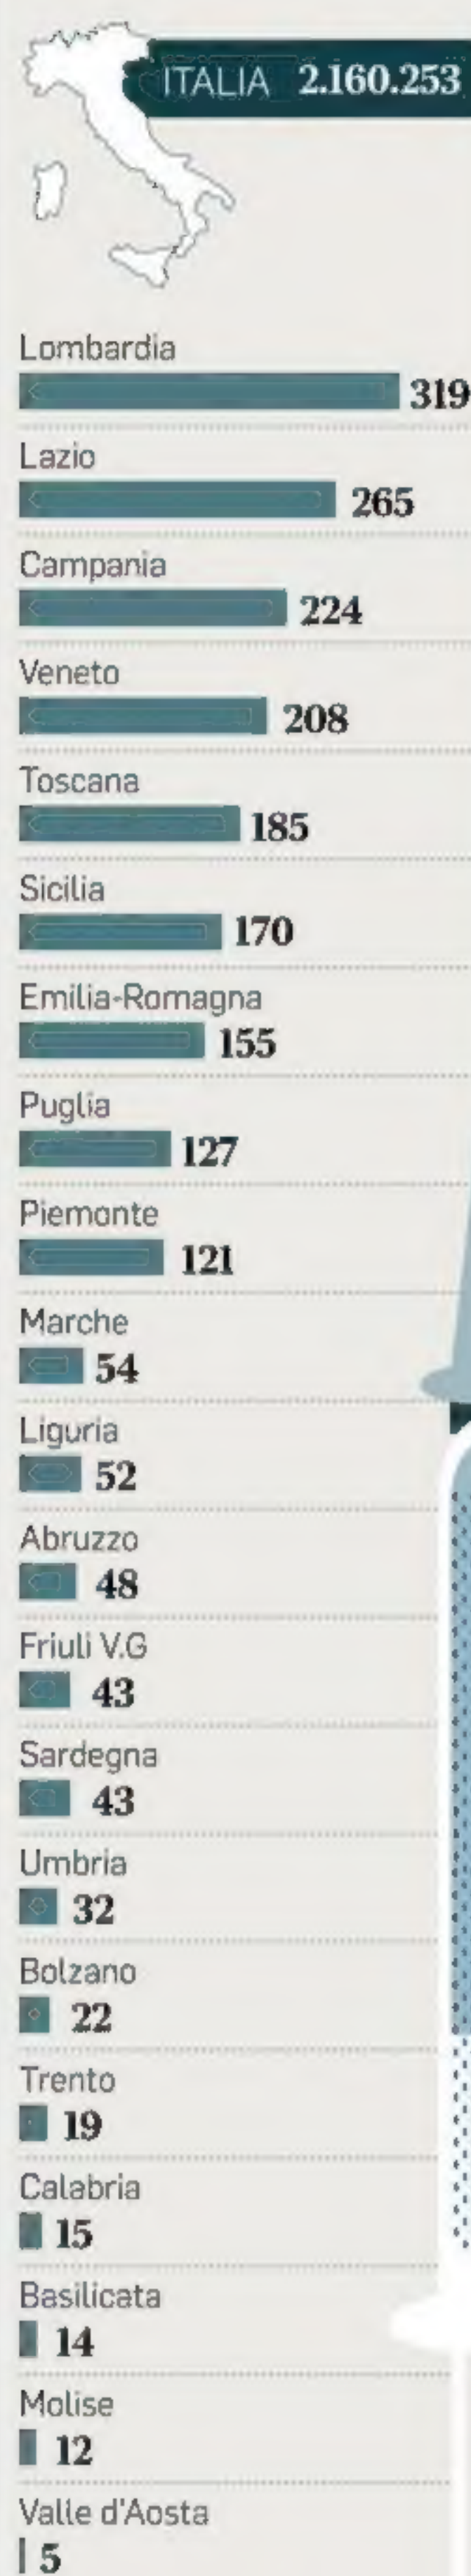 ITALIA 2.160.253
Lombardia
319
Lazio
265
Campania
224
Veneto
208
Toscana
185
Sicilia
170
Emilia-Romagna
155
Puglia
127
Piemonte
121
Marche
54
Liguria
52
Abruzzo
48
Friuli V.G
43
Sardegna
43
Umbria
32
Bolzano
22
Trento
19
Calabria
15
Basilicata
14
Molise
12
Valle d'Aosta
5